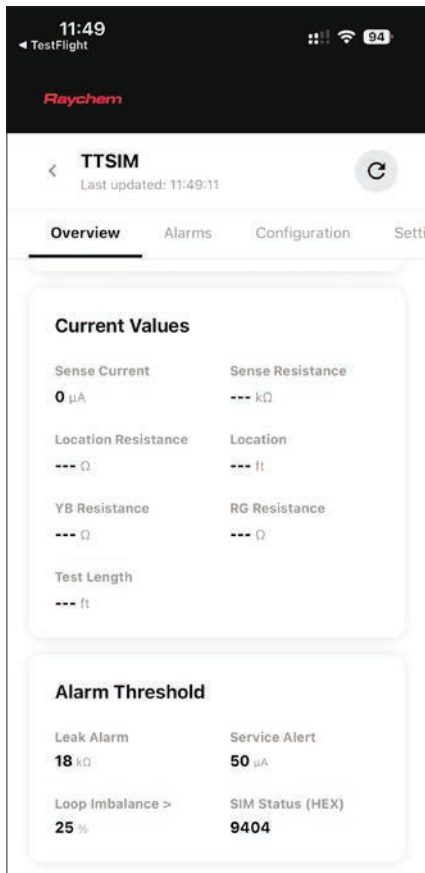 11:49
◀ TestFlight
94
Raychem
TTSIM
Last updated: 11:49:11
Overview Alarms Configuration Setti
Current Values
Sense Current Sense Resistance
0 µA --- kΩ
Location Resistance Location
--- Ω --- ft
YB Resistance RG Resistance
--- Ω --- Ω
Test Length
--- ft
Alarm Threshold
Leak Alarm Service Alert
18 kΩ 50 µA
Loop Imbalance > SIM Status (HEX)
25 % 9404